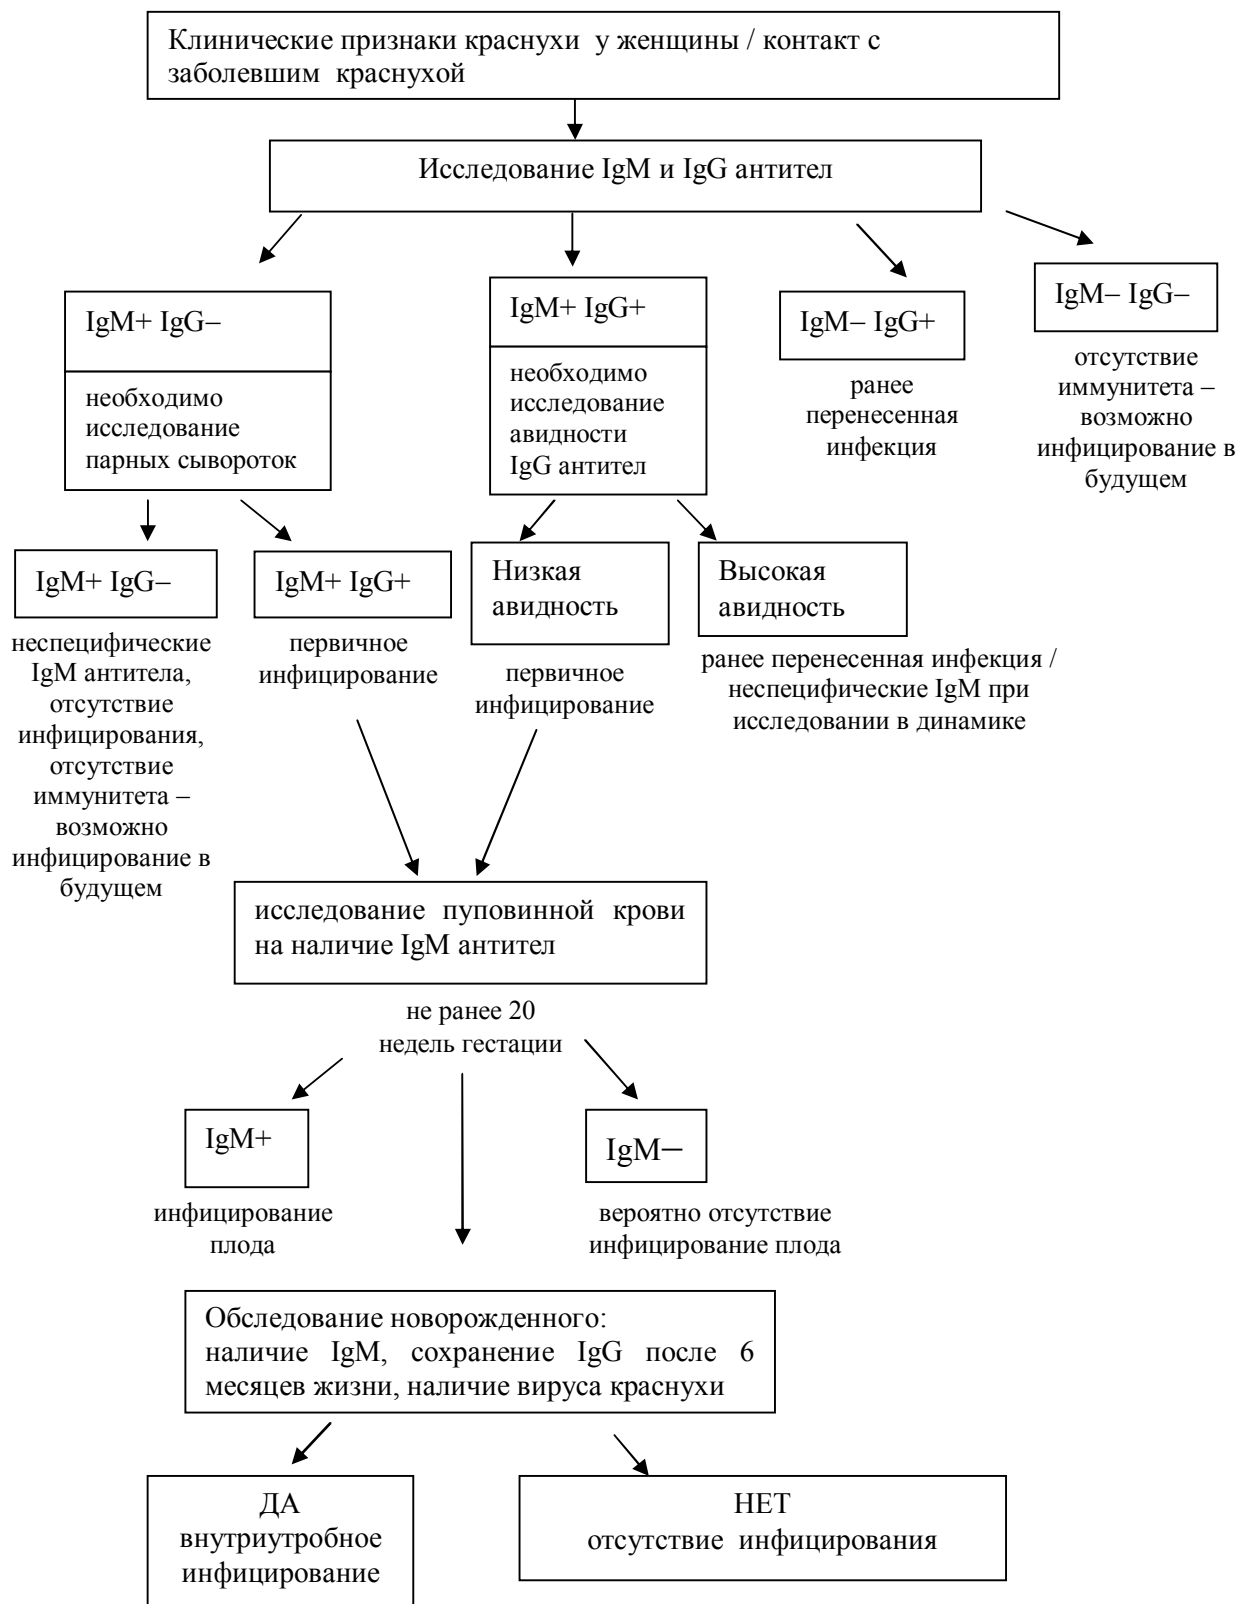 Клинические признаки краснухи у женщины / контакт с
заболевшим краснухой
Исследование IgM и IgG антител
IgM+ IgG–
необходимо
исследование
парных сывороток
IgM+ IgG+
необходимо
исследование
авидности
IgG антител
IgM– IgG+
ранее
перенесенная
инфекция
IgM– IgG–
отсутствие
иммунитета –
возможно
инфицирование в
будущем
IgM+ IgG–
неспецифические
IgM антитела,
отсутствие
инфицирования,
отсутствие
иммунитета –
возможно
инфицирование в
будущем
IgM+ IgG+
первичное
инфицирование
Низкая
авидность
первичное
инфицирование
Высокая
авидность
ранее перенесенная инфекция /
неспецифические IgM при
исследовании в динамике
исследование пуповинной крови
на наличие IgM антител
не ранее 20
недель гестации
IgM+
инфицирование
плода
IgM–
вероятно отсутствие
инфицирование плода
Обследование новорожденного:
наличие IgM, сохранение IgG после 6
месяцев жизни, наличие вируса краснухи
ДА
внутриутробное
инфицирование
НЕТ
отсутствие инфицирования